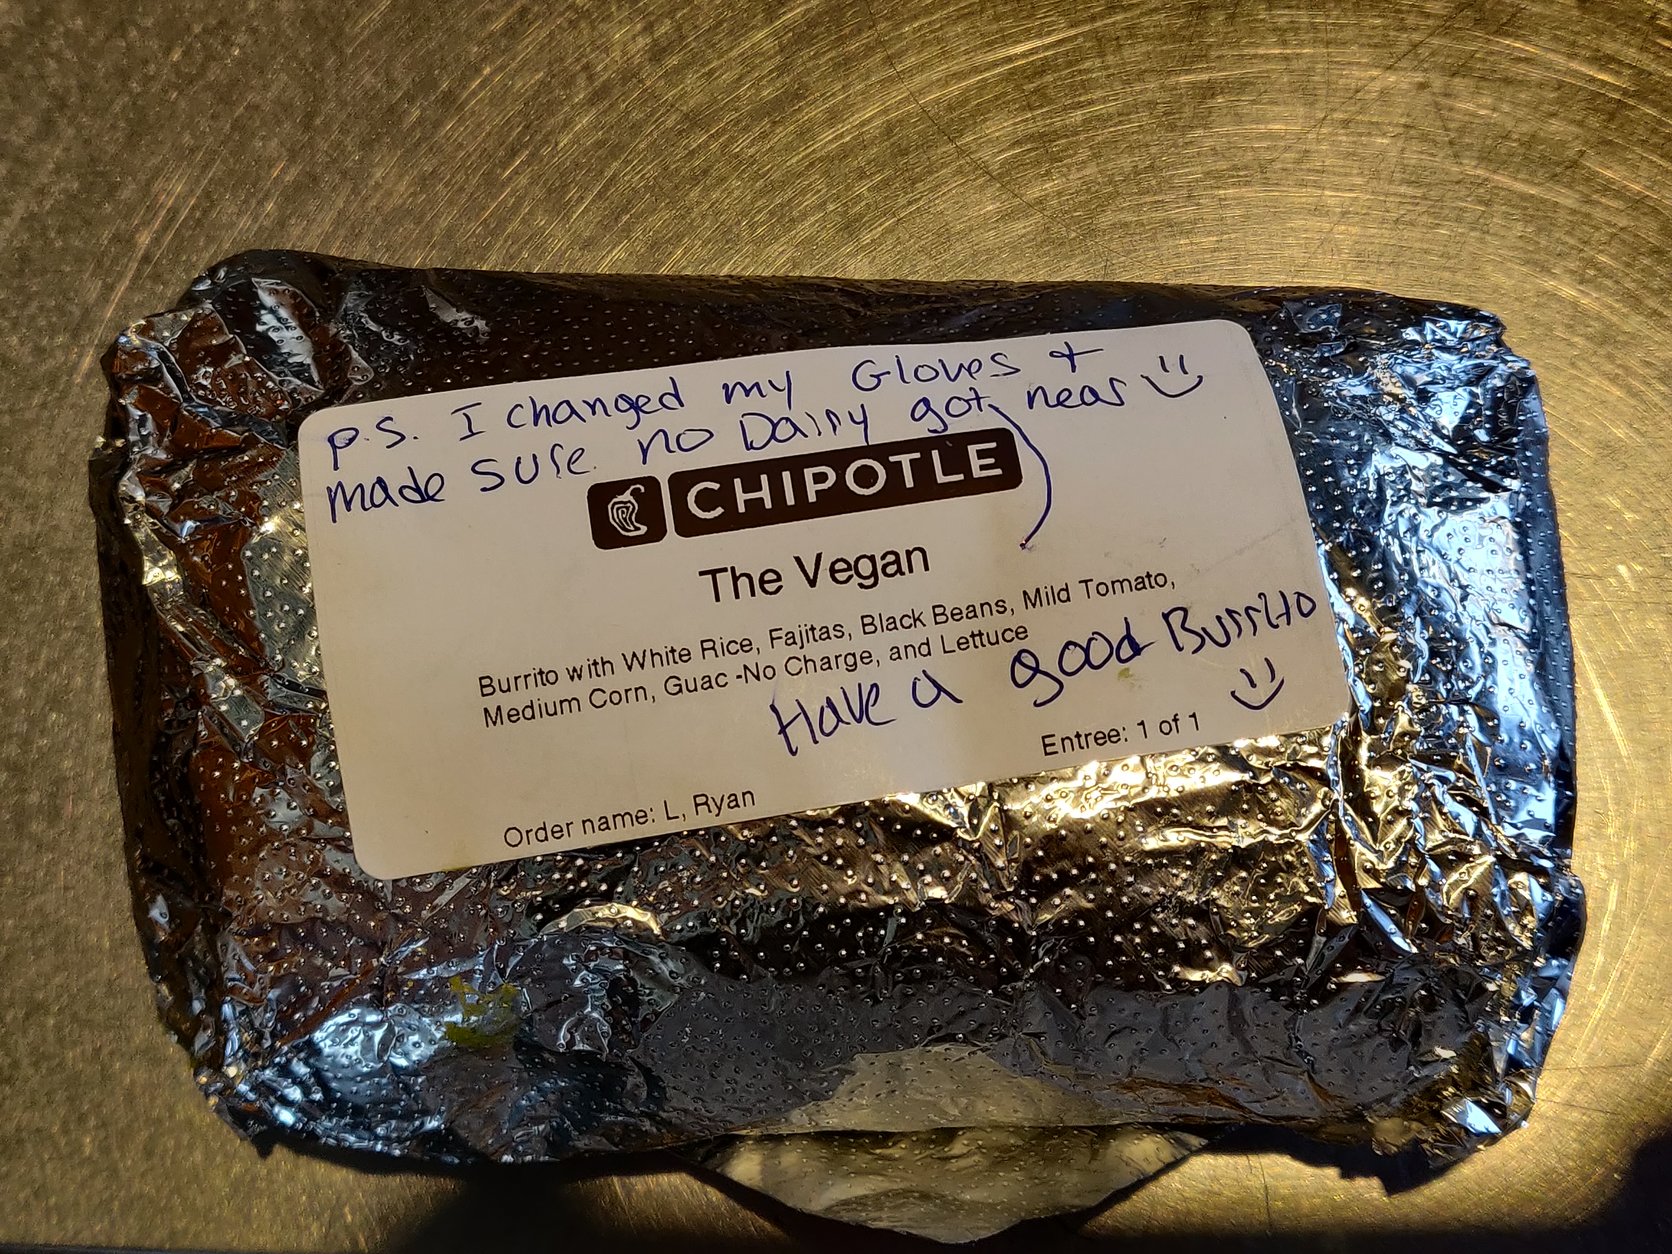 P.S. I changed my Gloves +
made sure no Dairy got near
CHIPOTLE
The Vegan
Burrito with White Rice, Fajitas, Black Beans, Mild Tomato,
Medium Corn, Guac -No Charge, and Lettuce
Have a good Burrito
Entree: 1 of 1
Order name: L, Ryan